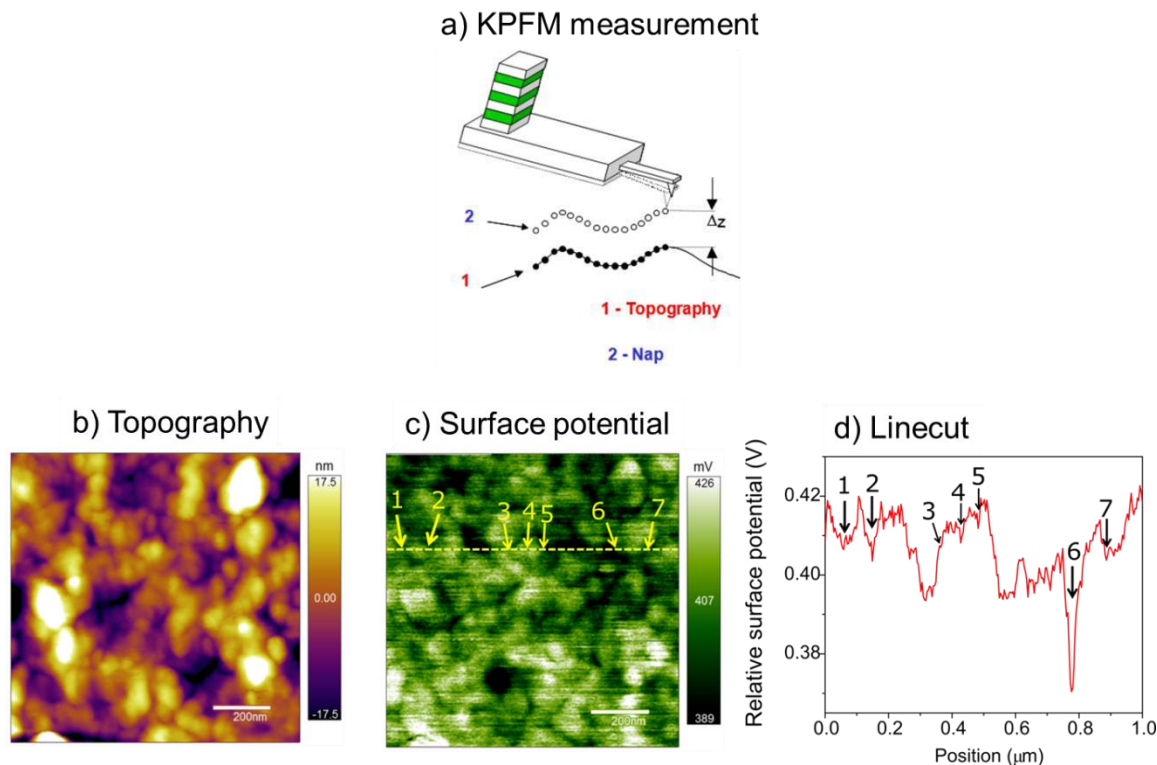 a) KPFM measurement
2
Δz
1
1 - Topography
2 - Nap
b) Topography
nm
17.5
0.00
-17.5
200nm
c) Surface potential
mV
426
407
389
1
2
3
4
5
6
7
200nm
d) Linecut
Relative surface potential (V)
0.42
0.40
0.38
1
2
3
4
5
6
7
0.0 0.2 0.4 0.6 0.8 1.0
Position (μm)